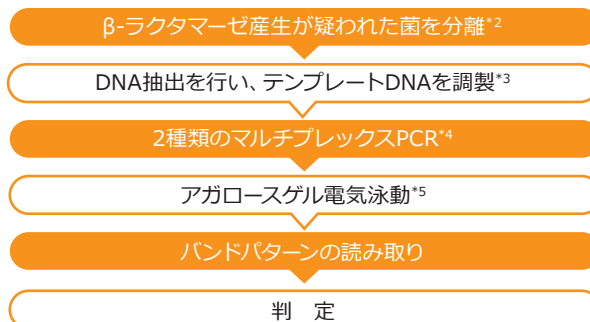 β-ラクタマーゼ産生が疑われた菌を分離*2
DNA抽出を行い、テンプレートDNAを調製*3
2種類のマルチプレックスPCR*4
アガロースゲル電気泳動*5
バンドパターンの読み取り
判　定